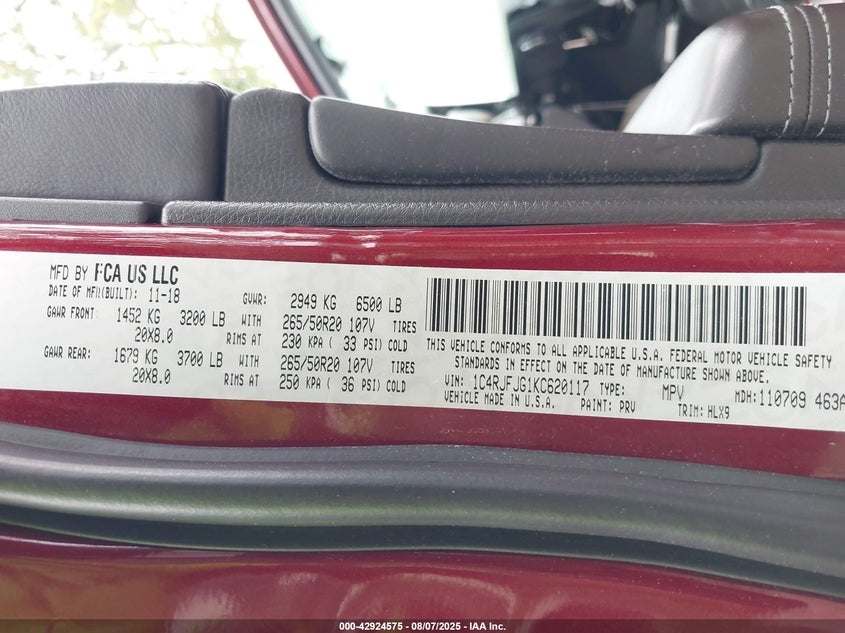 MFD BY FCA US LLC
DATE OF MFR(BUILT): 11-18 GVWR: 2949 KG 6500 LB
GAWR FRONT: 1452 KG 3200 LB WITH 265/50R20 107V TIRES
20X8.0 RIMS AT 230 KPA ( 33 PSI) COLD
GAWR REAR: 1679 KG 3700 LB WITH 265/50R20 107V TIRES
20X8.0 RIMS AT 250 KPA ( 36 PSI) COLD
THIS VEHICLE CONFORMS TO ALL APPLICABLE U.S.A. FEDERAL MOTOR VEHICLE SAFETY
STANDARDS IN EFFECT ON THE DATE OF MANUFACTURE SHOWN ABOVE.
VIN: 1C4RJFJG1KC620117 TYPE: MPV MDH:110709 463A
VEHICLE MADE IN U.S.A. PAINT: PRV TRIM: HLX9
000-42924575 - 08/07/2025 - IAA Inc.